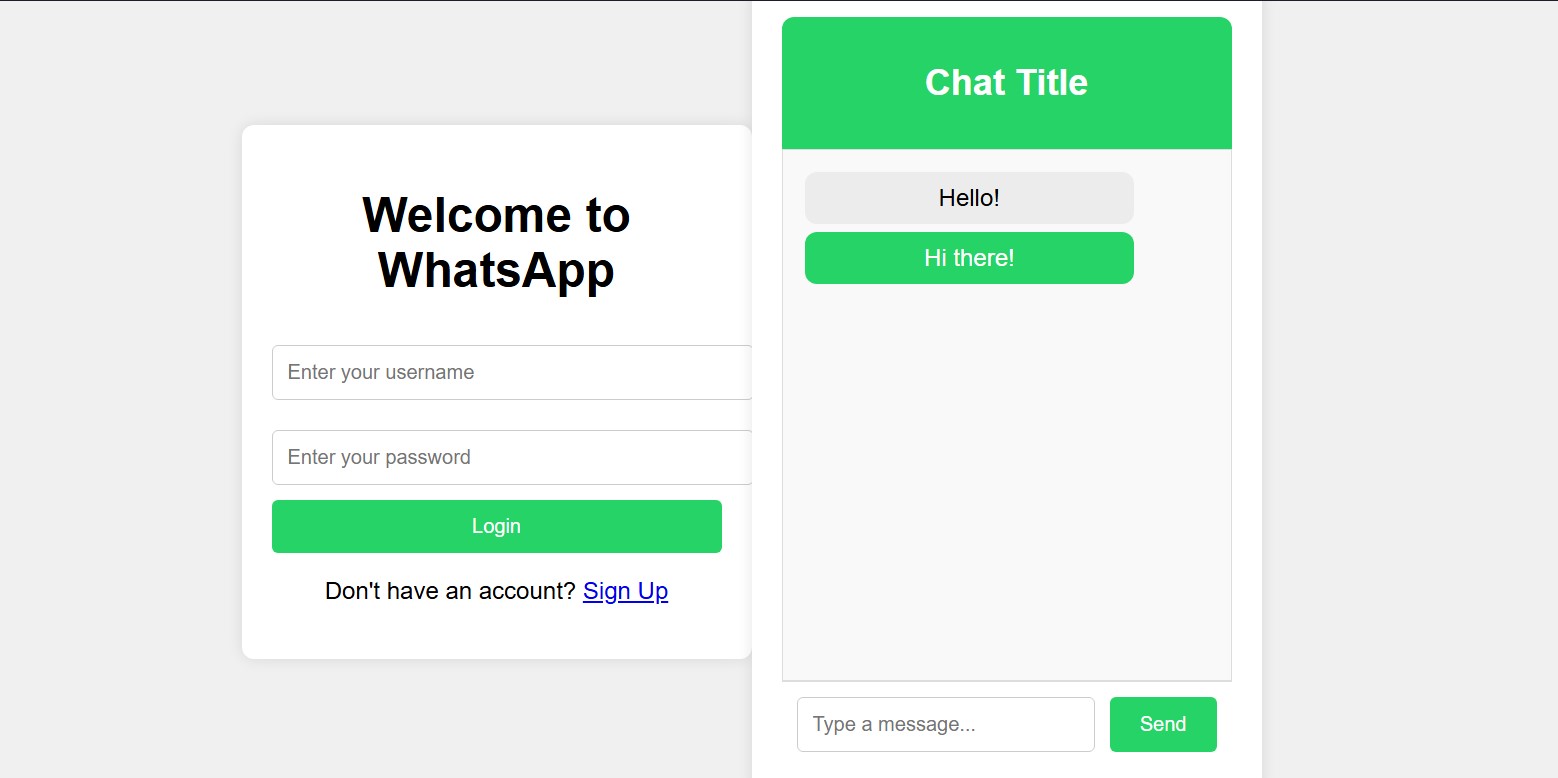 Welcome to
WhatsApp
Enter your username
Enter your password
Login
Don't have an account? Sign Up
Chat Title
Hello!
Hi there!
Type a message...
Send